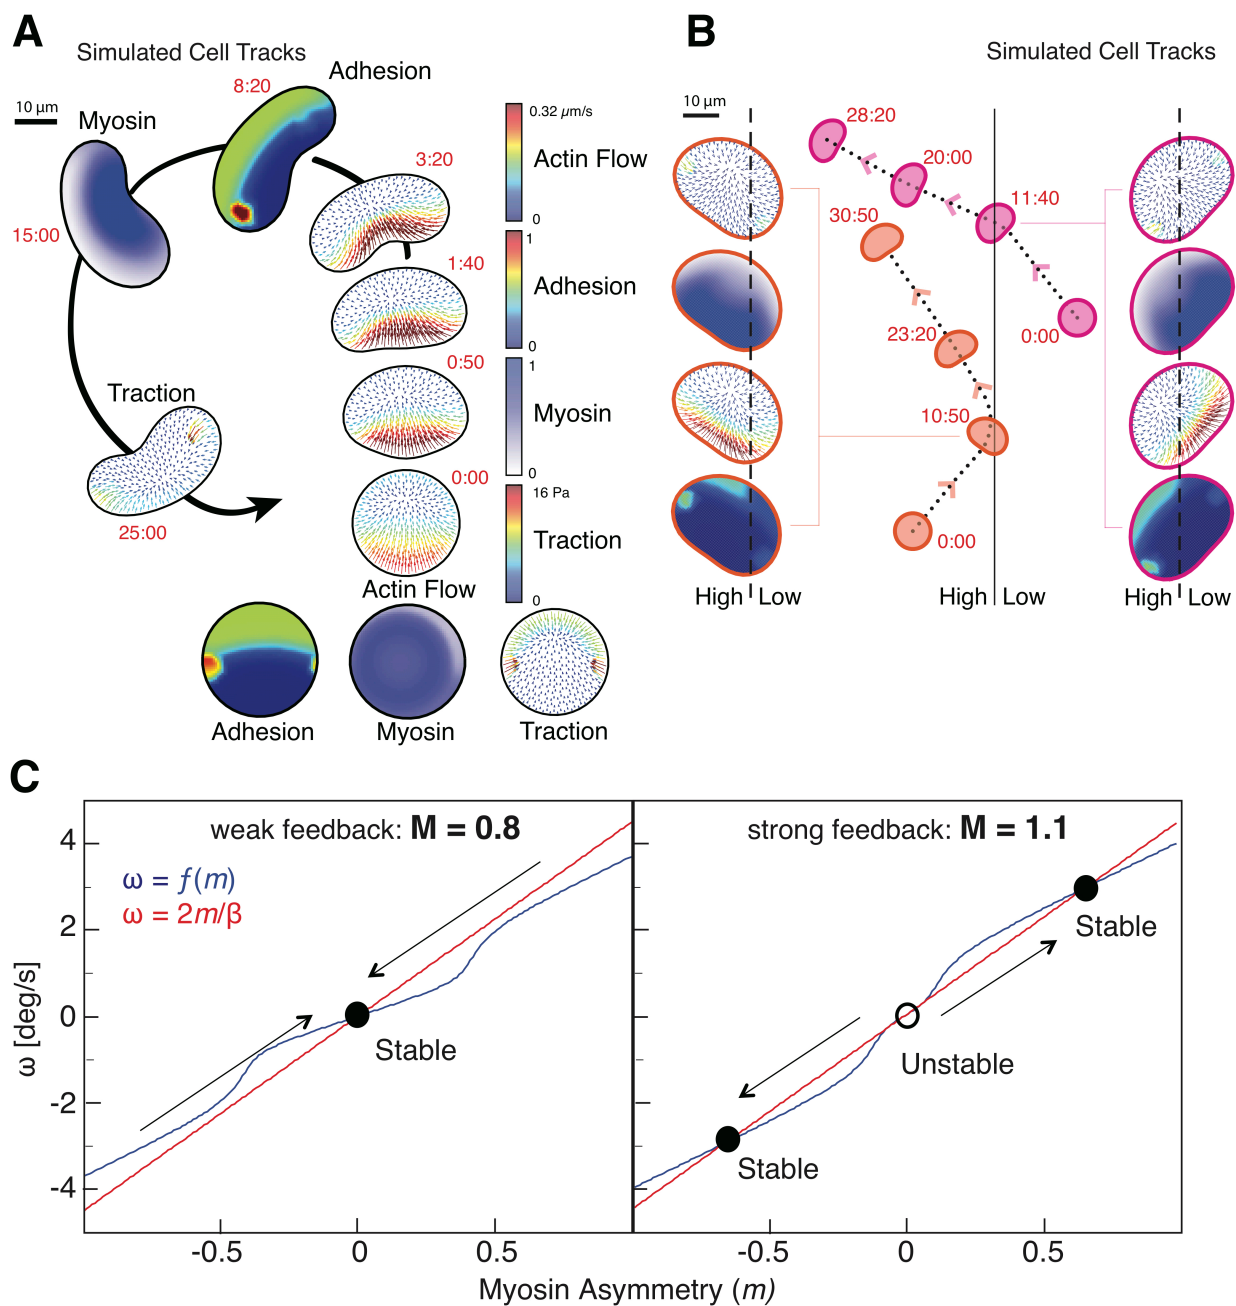 A
Simulated Cell Tracks
8:20
Adhesion
10 µm
Myosin
0.32 µm/s
Actin Flow
3:20
0
15:00
1
1:40
Adhesion
0
0:50
1
Traction
Myosin
0
0:00
16 Pa
25:00
Traction
Actin Flow
0
Adhesion
Myosin
Traction
B
Simulated Cell Tracks
10 µm
28:20
20:00
30:50
11:40
23:20
0:00
10:50
0:00
High Low
High Low
High Low
C
weak feedback: M = 0.8
strong feedback: M = 1.1
ω = f(m)
ω = 2m/β
Stable
Stable
Unstable
Stable
4
2
0
-2
-4
ω [deg/s]
-0.5
0
0.5
-0.5
0
0.5
Myosin Asymmetry (m)